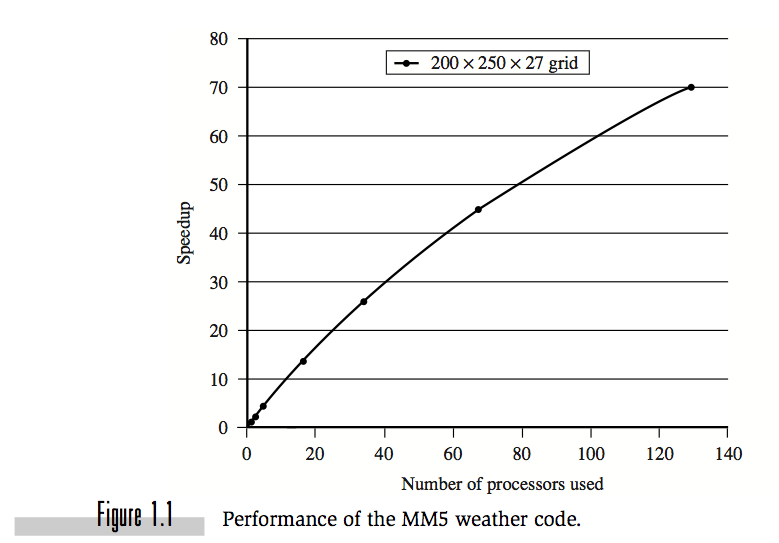 80
200 × 250 × 27 grid
70
60
50
40
30
20
10
0
Speedup
0 20 40 60 80 100 120 140
Number of processors used
Figure 1.1 Performance of the MM5 weather code.